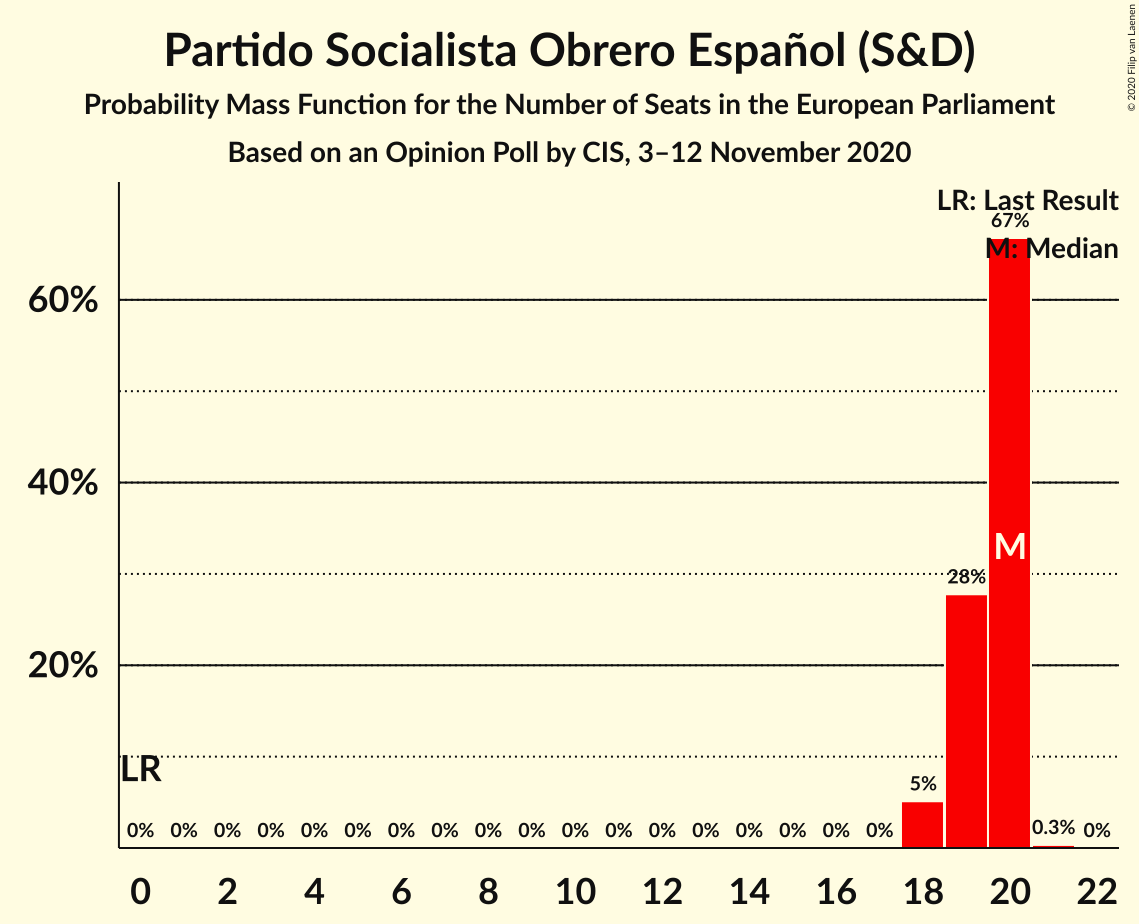 Partido Socialista Obrero Español (S&D)
Probability Mass Function for the Number of Seats in the European Parliament
Based on an Opinion Poll by CIS, 3–12 November 2020
© 2020 Filip van Laenen
LR: Last Result
67%
M: Median
60%
40%
M
28%
20%
LR
5%
0% 0% 0% 0% 0% 0% 0% 0% 0% 0% 0% 0% 0% 0% 0% 0% 0% 0% 0.3% 0%
0 2 4 6 8 10 12 14 16 18 20 22